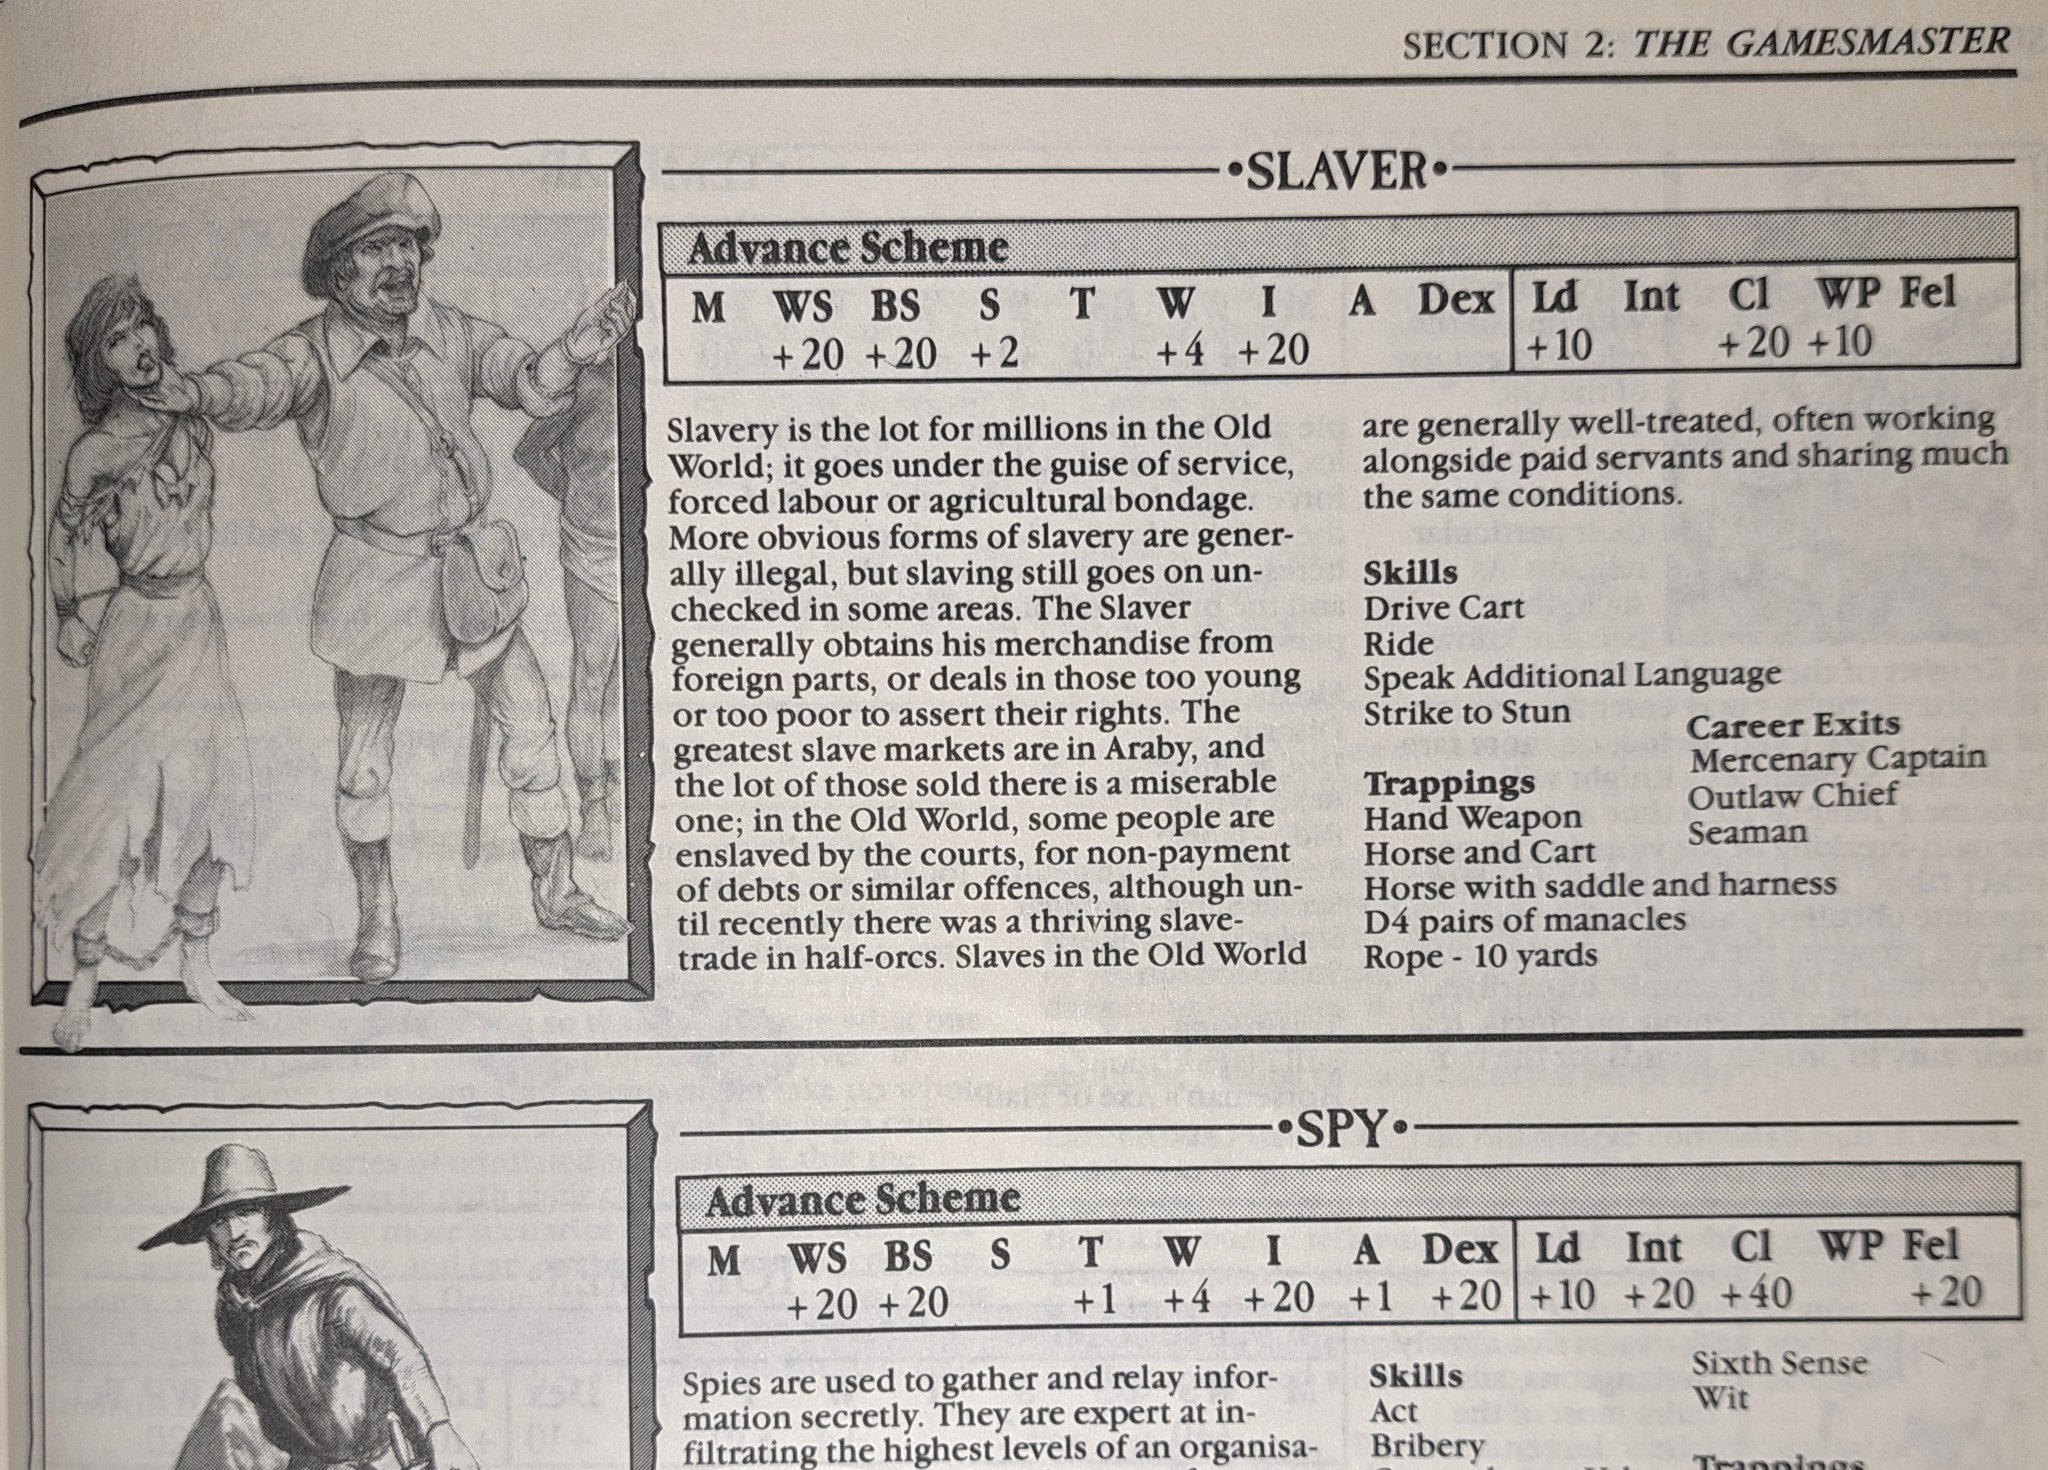 SECTION 2: THE GAMESMASTER
•SLAVER•
Advance Scheme
M WS BS S T W I A Dex Ld Int Cl WP Fel
+20 +20 +2 +4 +20 +10 +20 +10
Slavery is the lot for millions in the Old
World; it goes under the guise of service,
forced labour or agricultural bondage.
More obvious forms of slavery are gener-
ally illegal, but slaving still goes on un-
checked in some areas. The Slaver
generally obtains his merchandise from
foreign parts, or deals in those too young
or too poor to assert their rights. The
greatest slave markets are in Araby, and
the lot of those sold there is a miserable
one; in the Old World, some people are
enslaved by the courts, for non-payment
of debts or similar offences, although un-
til recently there was a thriving slave-
trade in half-orcs. Slaves in the Old World
are generally well-treated, often working
alongside paid servants and sharing much
the same conditions.
Skills
Drive Cart
Ride
Speak Additional Language
Strike to Stun
Trappings
Hand Weapon
Horse and Cart
Horse with saddle and harness
D4 pairs of manacles
Rope - 10 yards
Career Exits
Mercenary Captain
Outlaw Chief
Seaman
•SPY•
Advance Scheme
M WS BS S T W I A Dex Ld Int Cl WP Fel
+20 +20 +1 +4 +20 +1 +20 +10 +20 +40 +20
Spies are used to gather and relay infor-
mation secretly. They are expert at in-
filtrating the highest levels of an organisa-
Skills
Act
Bribery
Sixth Sense
Wit
Trappings